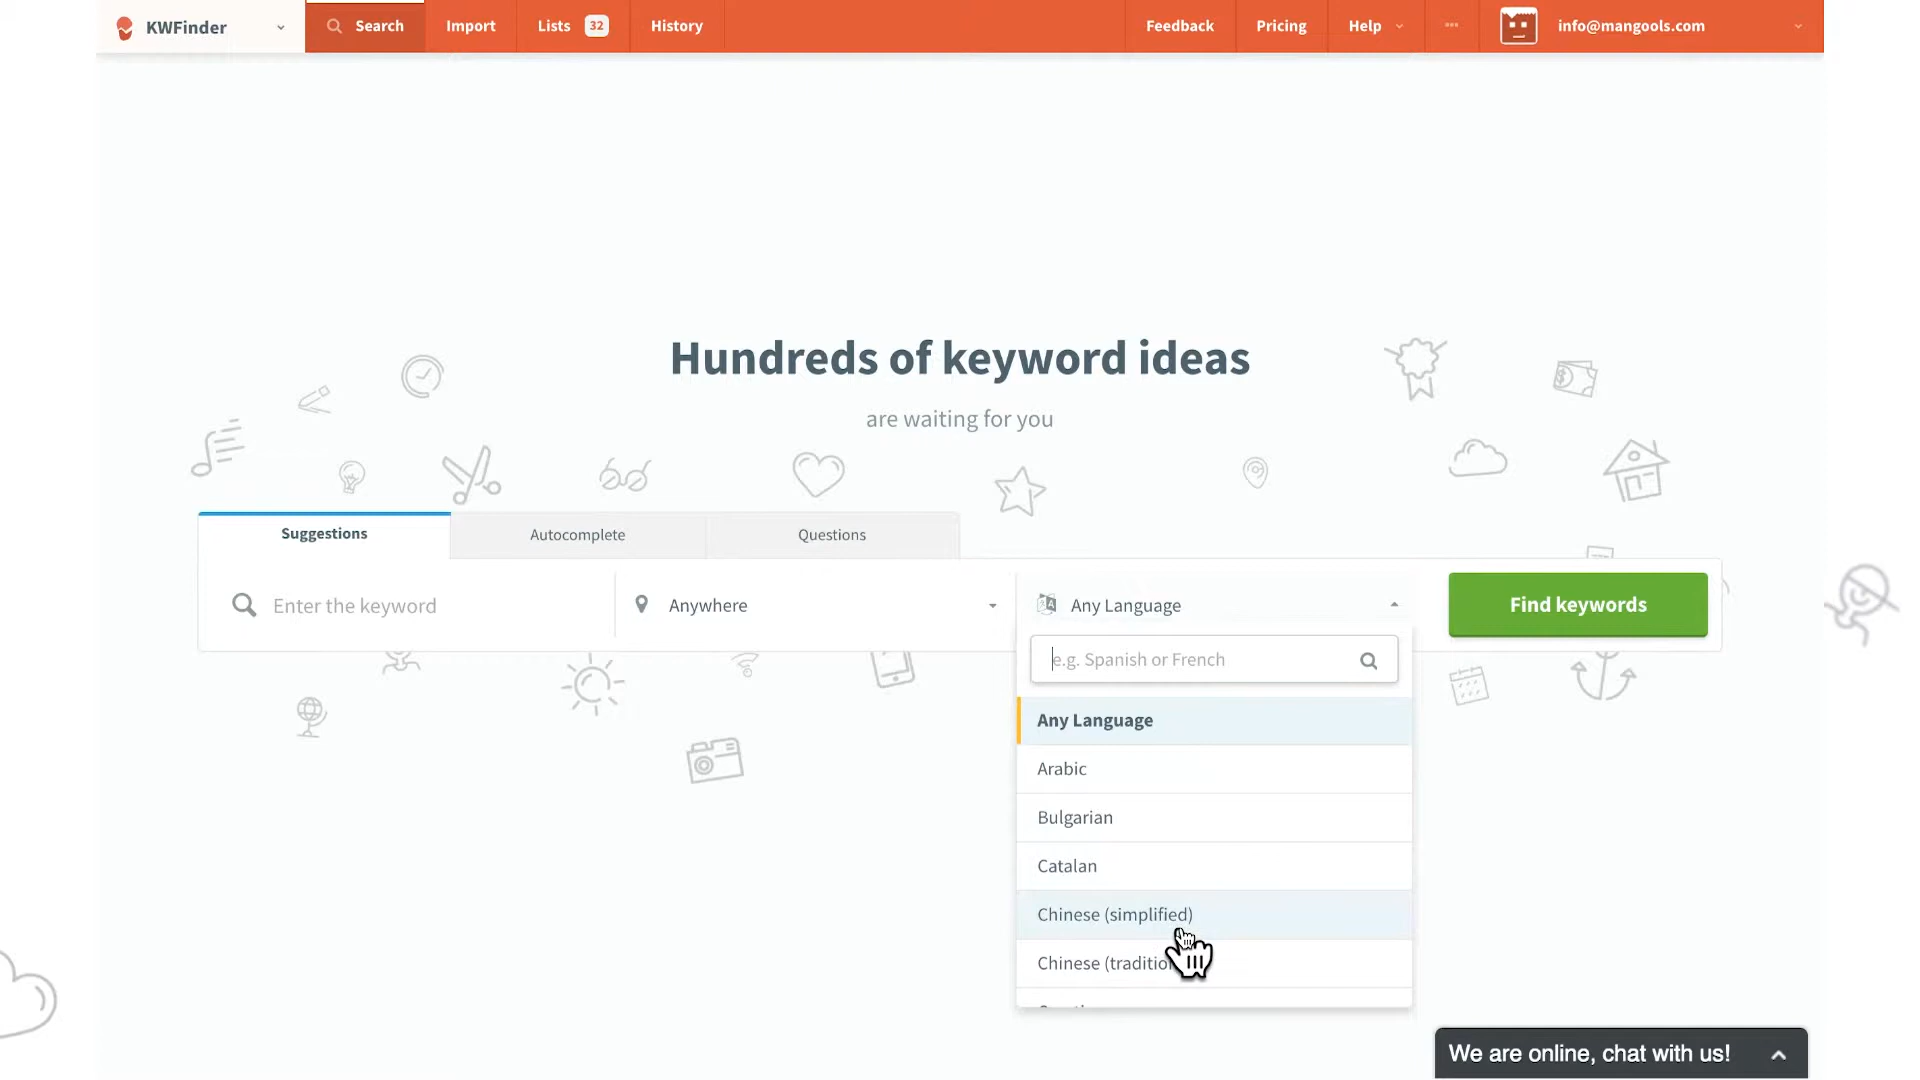 KWFinder Search Import Lists 32 History Feedback Pricing Help info@mangools.com
Hundreds of keyword ideas
are waiting for you
Suggestions Autocomplete Questions
Enter the keyword Anywhere Any Language Find keywords
e.g. Spanish or French
Any Language
Arabic
Bulgarian
Catalan
Chinese (simplified)
Chinese
We are online, chat with us!